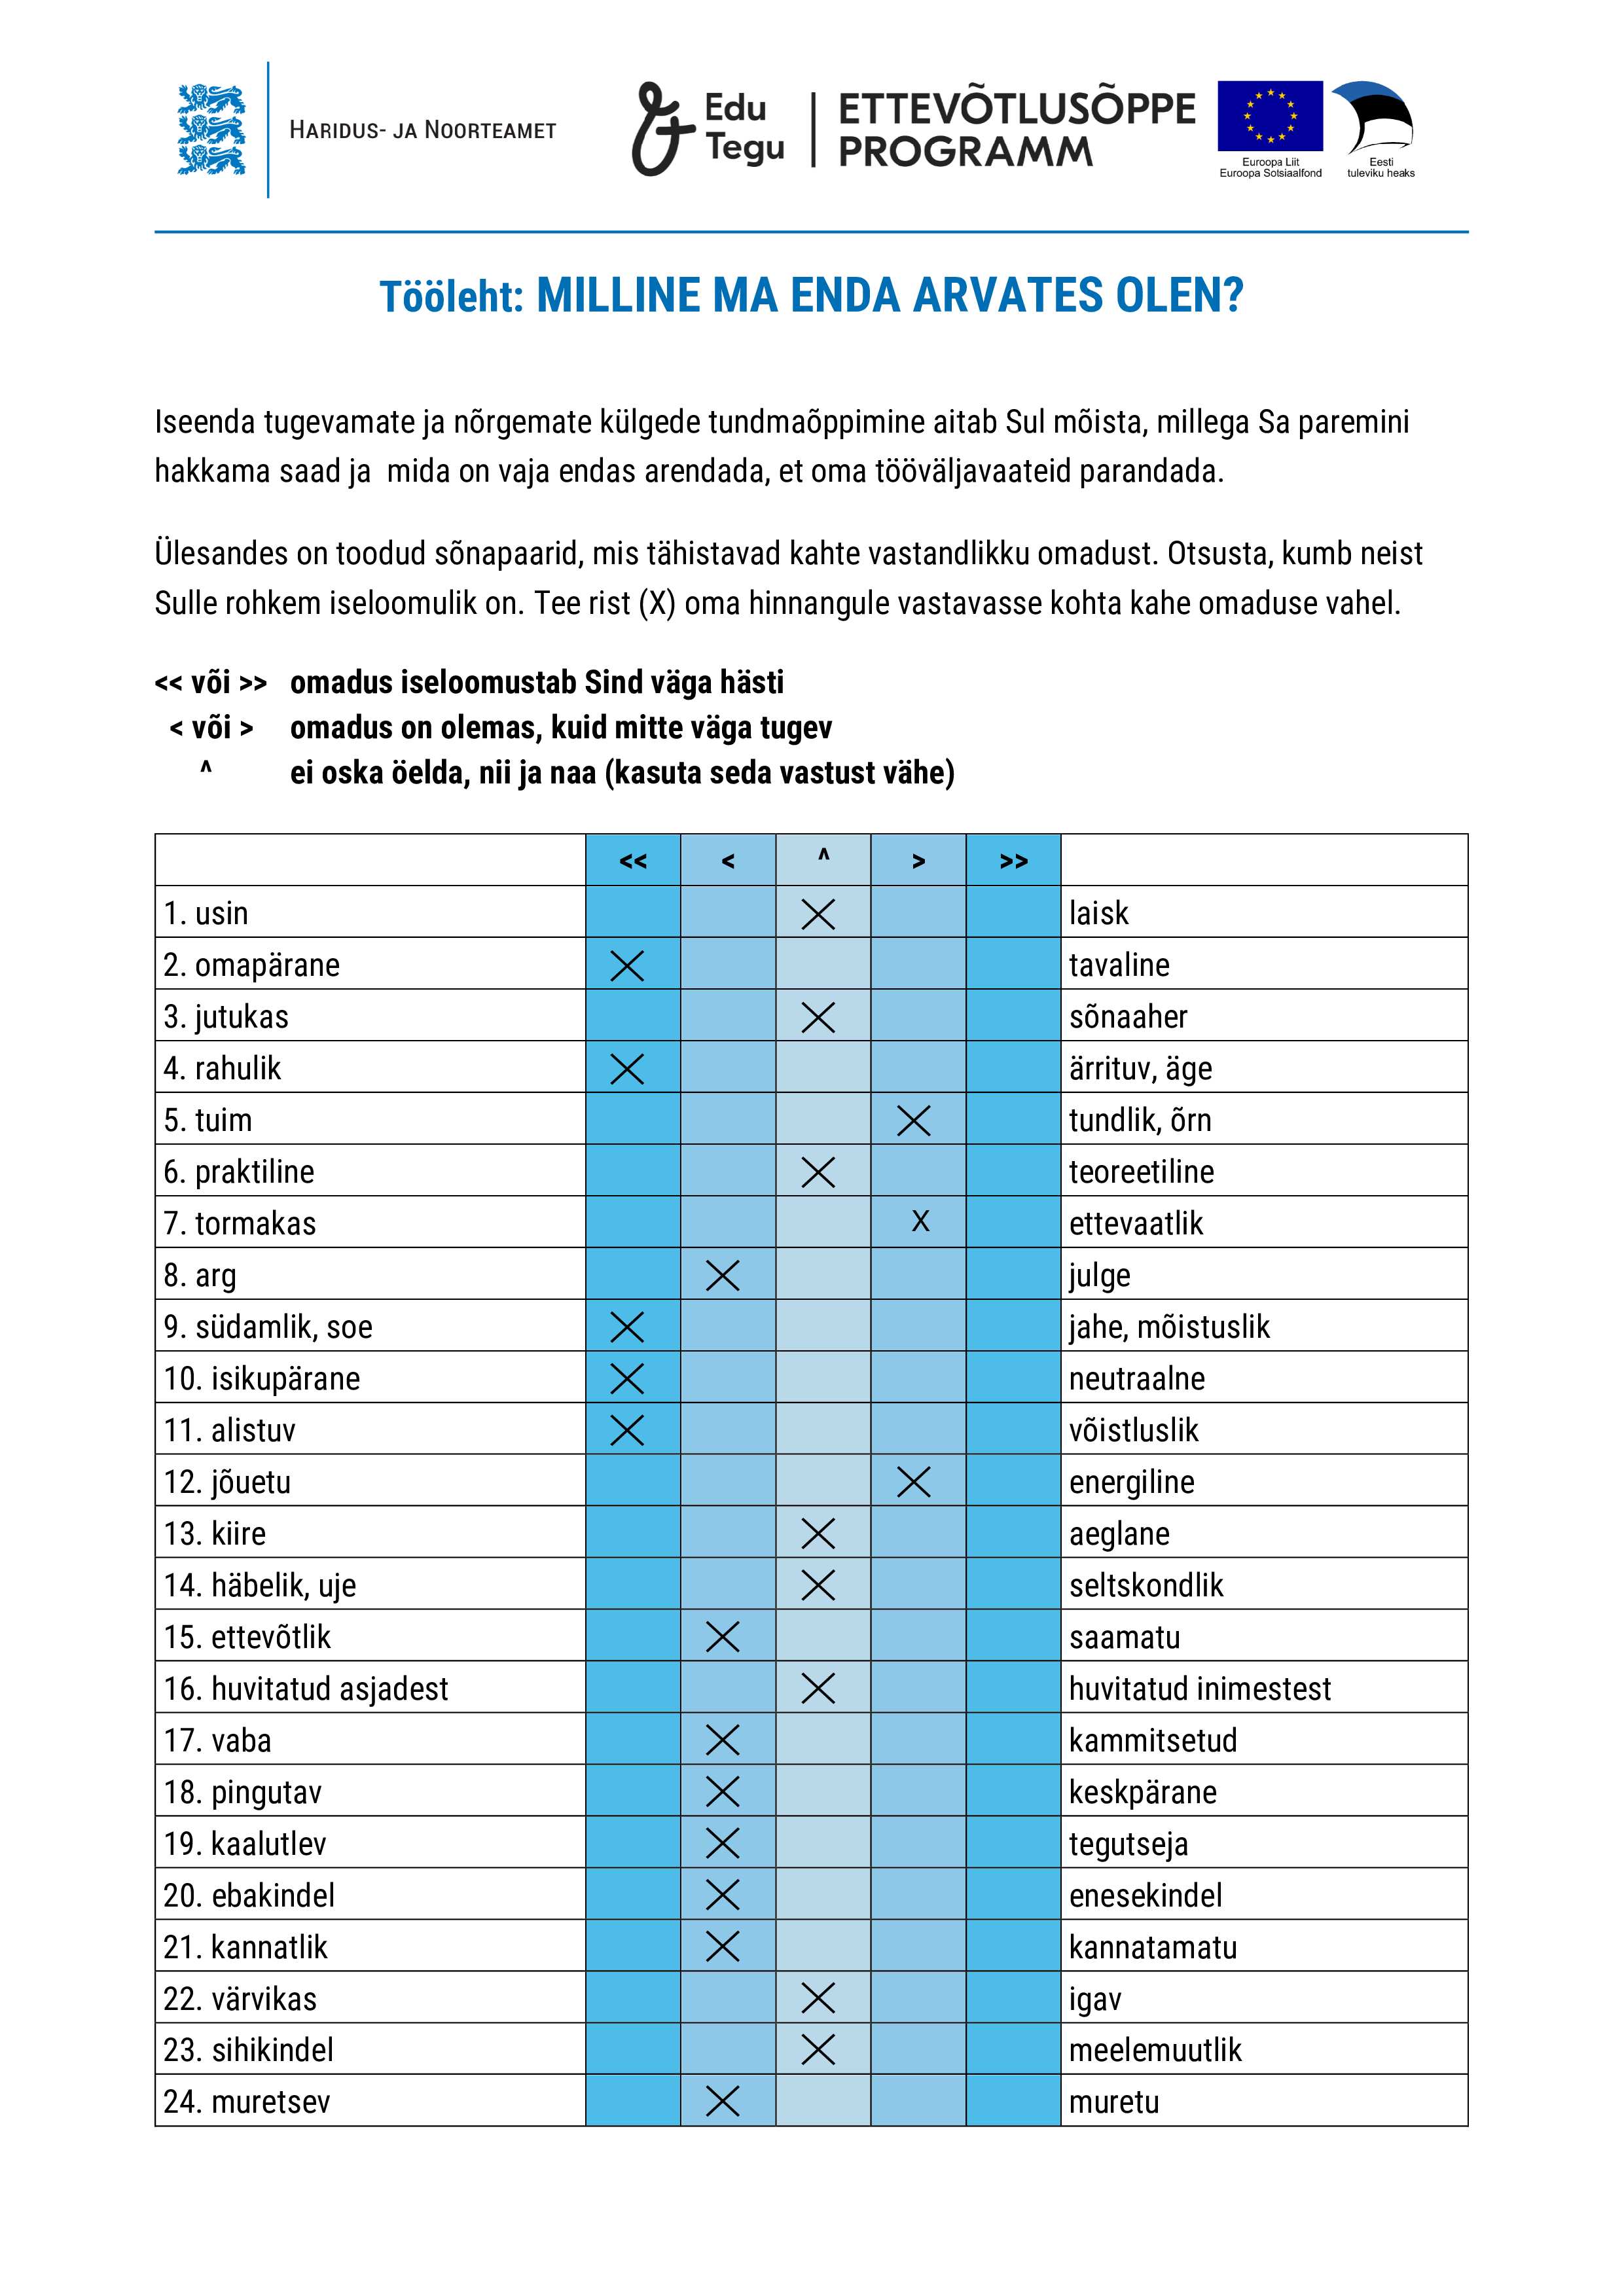 HARIDUS- JA NOORTEAMET
Edu Tegu
ETTEVÕTLUSÕPPE PROGRAMM
Euroopa Liit
Euroopa Sotsiaalfond
Eesti
tuleviku heaks
Tööleht: MILLINE MA ENDA ARVATES OLEN?
Iseenda tugevamate ja nõrgemate külgede tundmaõppimine aitab Sul mõista, millega Sa paremini
hakkama saad ja mida on vaja endas arendada, et oma tööväljavaateid parandada.
Ülesandes on toodud sõnapaarid, mis tähistavad kahte vastandlikku omadust. Otsusta, kumb neist
Sulle rohkem iseloomulik on. Tee rist (X) oma hinnangule vastavasse kohta kahe omaduse vahel.
<< või >> omadus iseloomustab Sind väga hästi
< või > omadus on olemas, kuid mitte väga tugev
^ ei oska öelda, nii ja naa (kasuta seda vastust vähe)
<< < ^ > >>
1. usin X laisk
2. omapärane X tavaline
3. jutukas X sõnaaher
4. rahulik X ärrituv, äge
5. tuim X tundlik, õrn
6. praktiline X teoreetiline
7. tormakas X ettevaatlik
8. arg X julge
9. südamlik, soe X jahe, mõistuslik
10. isikupärane X neutraalne
11. alistuv X võistluslik
12. jõuetu X energiline
13. kiire X aeglane
14. häbelik, uje X seltskondlik
15. ettevõtlik X saamatu
16. huvitatud asjadest X huvitatud inimestest
17. vaba X kammitsetud
18. pingutav X keskpärane
19. kaalutlev X tegutseja
20. ebakindel X enesekindel
21. kannatlik X kannatamatu
22. värvikas X igav
23. sihikindel X meelemuutlik
24. muretsev X muretu